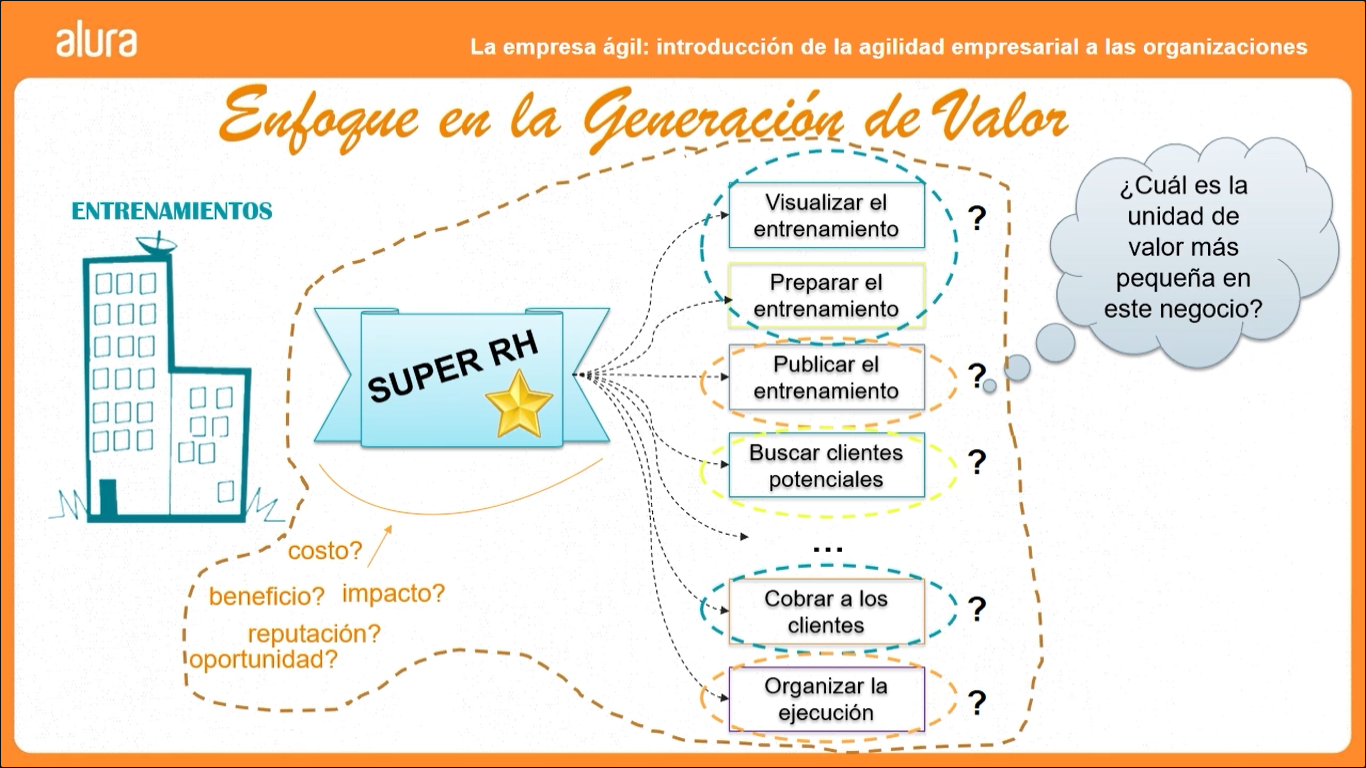 alura
La empresa ágil: introducción de la agilidad empresarial a las organizaciones
Enfoque en la Generación de Valor
ENTRENAMIENTOS
SUPER RH
costo?
beneficio? impacto?
reputación?
oportunidad?
Visualizar el
entrenamiento
?
Preparar el
entrenamiento
Publicar el
entrenamiento
?
Buscar clientes
potenciales
?
...
Cobrar a los
clientes
?
Organizar la
ejecución
?
¿Cuál es la
unidad de
valor más
pequeña en
este negocio?